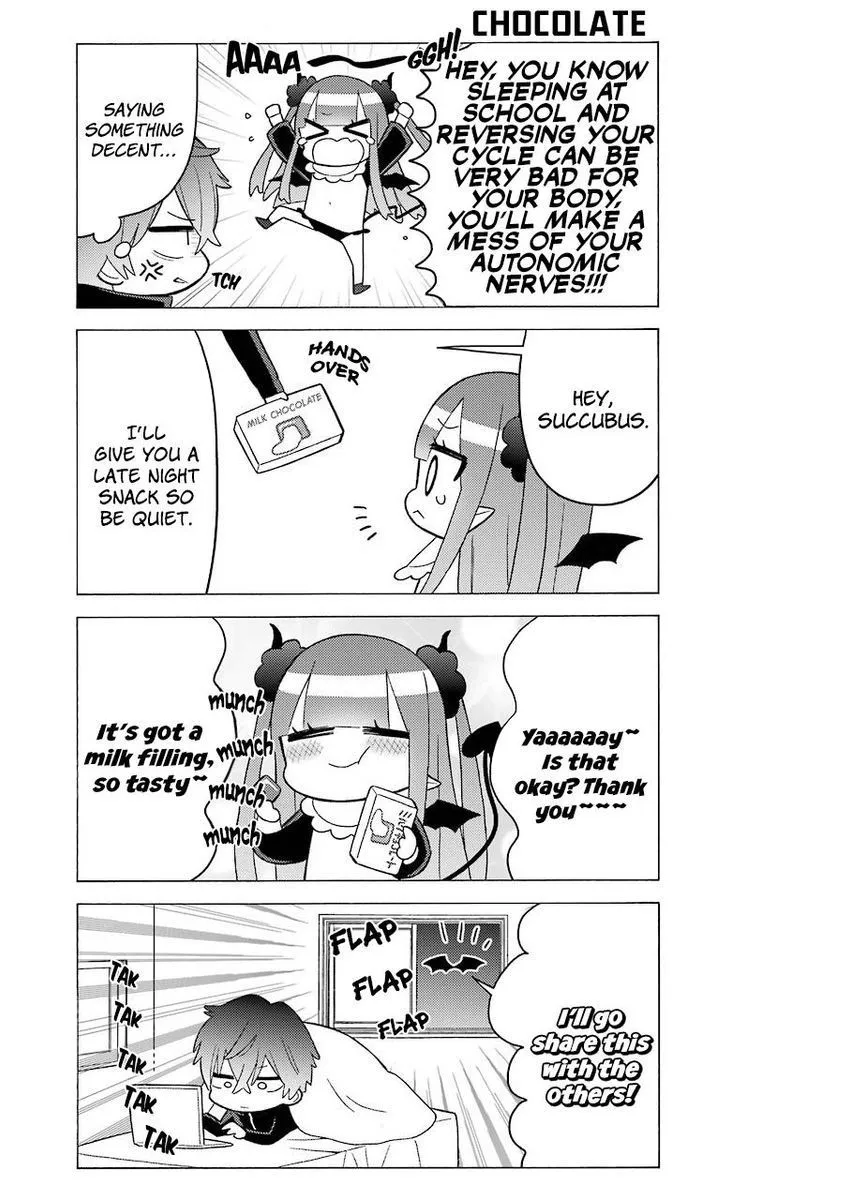 CHOCOLATE
HEY, YOU KNOW
SLEEPING AT
SCHOOL AND
REVERSING YOUR
CYCLE CAN BE
VERY BAD FOR
YOUR BODY,
YOU'LL MAKE A
MESS OF YOUR
AUTONOMIC
NERVES!!!
AAAA
GGH!
SAYING
SOMETHING
DECENT...
TCH
HEY,
SUCCUBUS.
HANDS
OVER
MILK CHOCOLATE
I'LL
GIVE YOU A
LATE NIGHT
SNACK SO
BE QUIET.
Yaaaaaay~
Is that
okay? Thank
you~~~
munch
munch
munch
munch
It's got a
milk filling,
so tasty~
I'll go
share this
with the
others!
FLAP
FLAP
FLAP
TAK
TAK
TAK
TAK
TAK